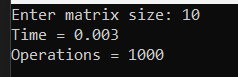 Enter matrix size: 10
Time = 0.003
Operations = 1000